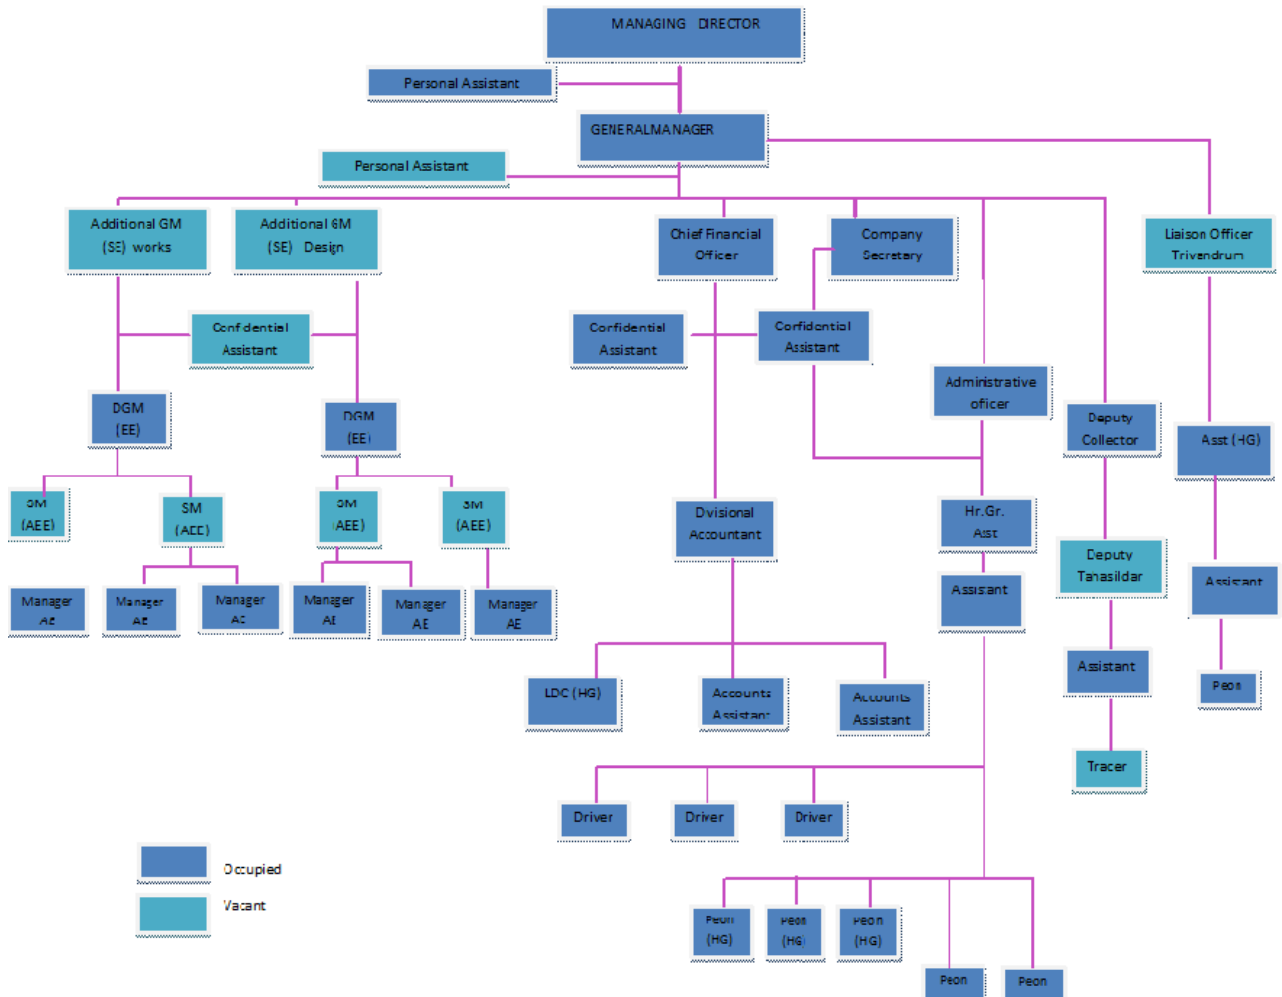 MANAGING DIRECTOR
Personal Assistant
GENERALMANAGER
Personal Assistant
Additional GM
(SE) works
Additional GM
(SE) Design
Chief Financial
Officer
Company
Secretary
Liaison Officer
Trivandrum
Confidential
Assistant
Confidential
Assistant
Confidential
Assistant
Administrative
officer
DGM
(EE)
DGM
(EE)
Deputy
Collector
Asst (HG)
SM
(AEE)
SM
(AEE)
SM
(AEE)
SM
(AEE)
Divisional
Accountant
Hr.Gr.
Asst
Deputy
Tahasildar
Assistant
Assistant
Manager
AE
Manager
AE
Manager
AE
Manager
AE
Manager
AE
Manager
AE
Assistant
LDC (HG)
Accounts
Assistant
Accounts
Assistant
Peon
Tracer
Driver
Driver
Driver
Occupied
Vacant
Peon
(HG)
Peon
(HG)
Peon
(HG)
Peon
Peon